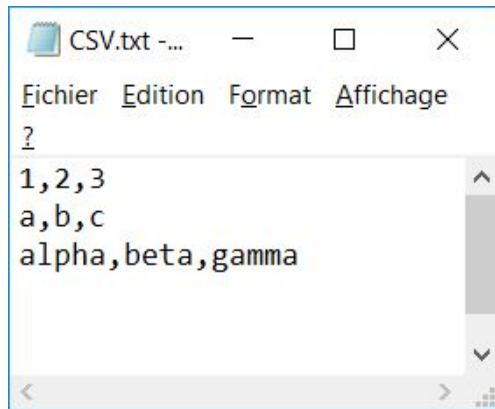 CSV.txt -...
Fichier Edition Format Affichage
?
1,2,3
a,b,c
alpha,beta,gamma